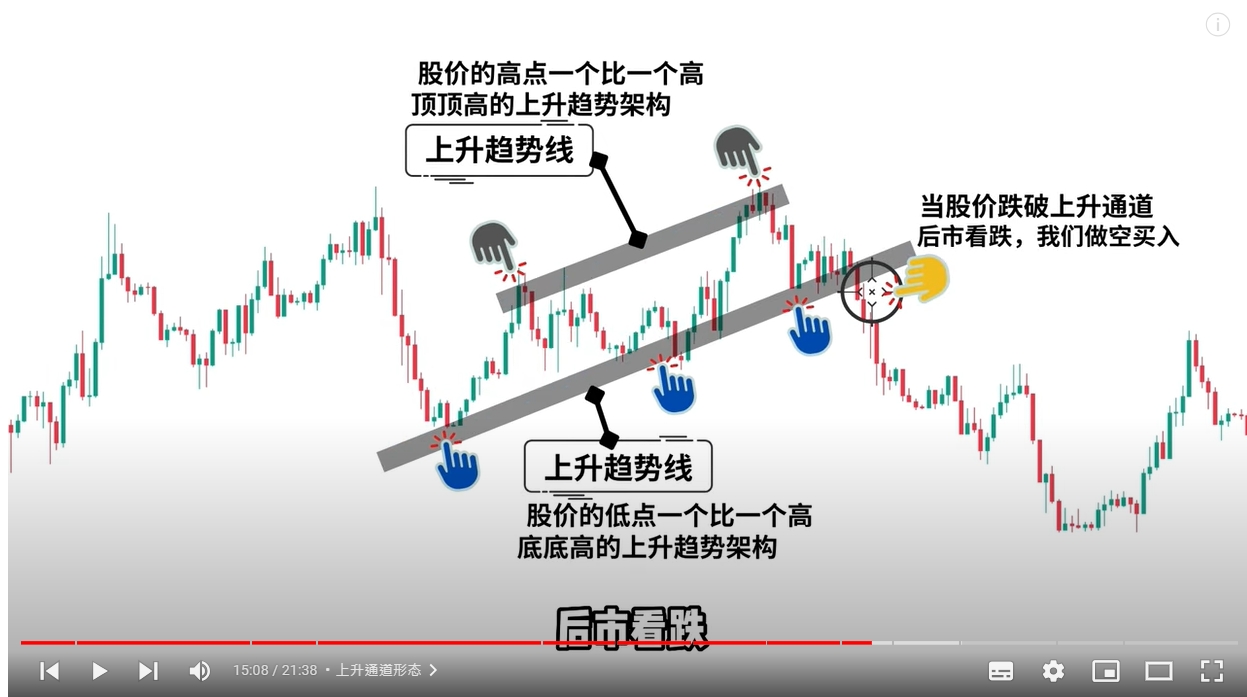 股价的高点一个比一个高
顶顶高的上升趋势架构
上升趋势线
当股价跌破上升通道
后市看跌，我们做空买入
上升趋势线
股价的低点一个比一个高
底底高的上升趋势架构
后市看跌
15:08 / 21:38 • 上升通道形态